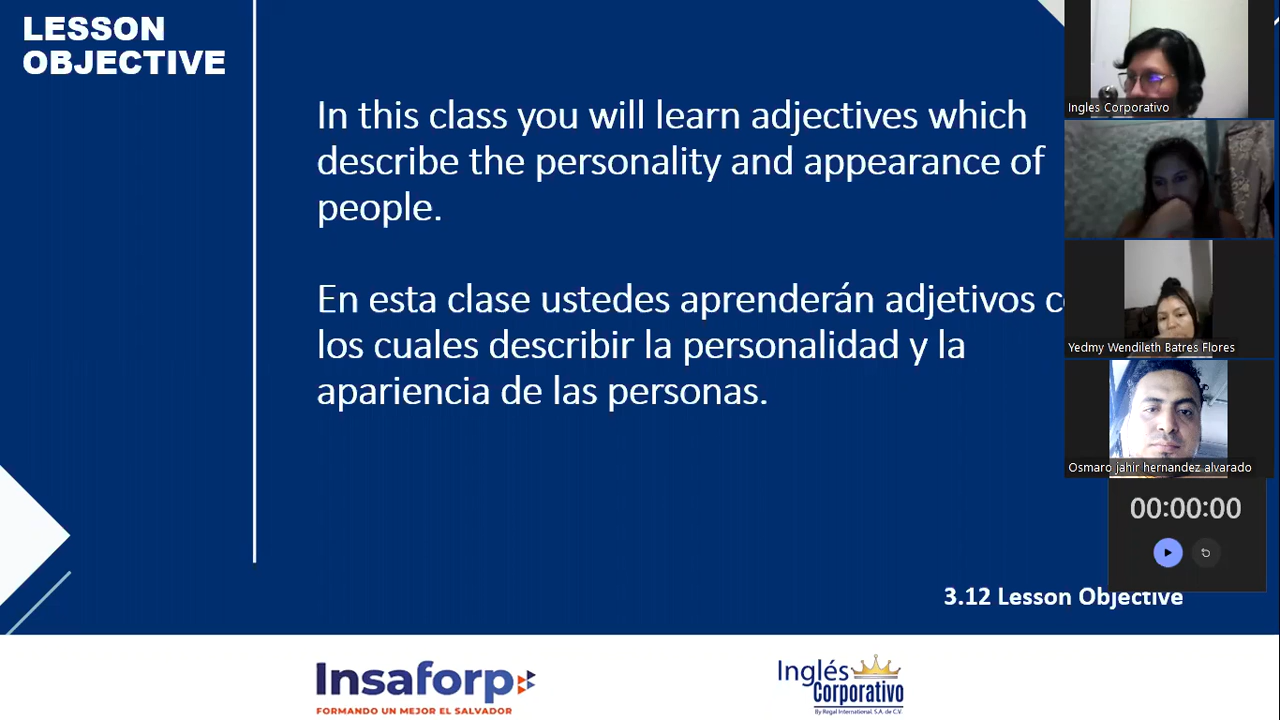 LESSON
OBJECTIVE
In this class you will learn adjectives which
describe the personality and appearance of
people.
En esta clase ustedes aprenderán adjetivos
los cuales describir la personalidad y la
apariencia de las personas.
Ingles Corporativo
Yedmy Wendileth Batres Flores
Osmaro jahir hernandez alvarado
00:00:00
3.12 Lesson Objective
Insaforp
FORMANDO UN MEJOR EL SALVADOR
Inglés
Corporativo
By Regal International, S.A. de C.V.